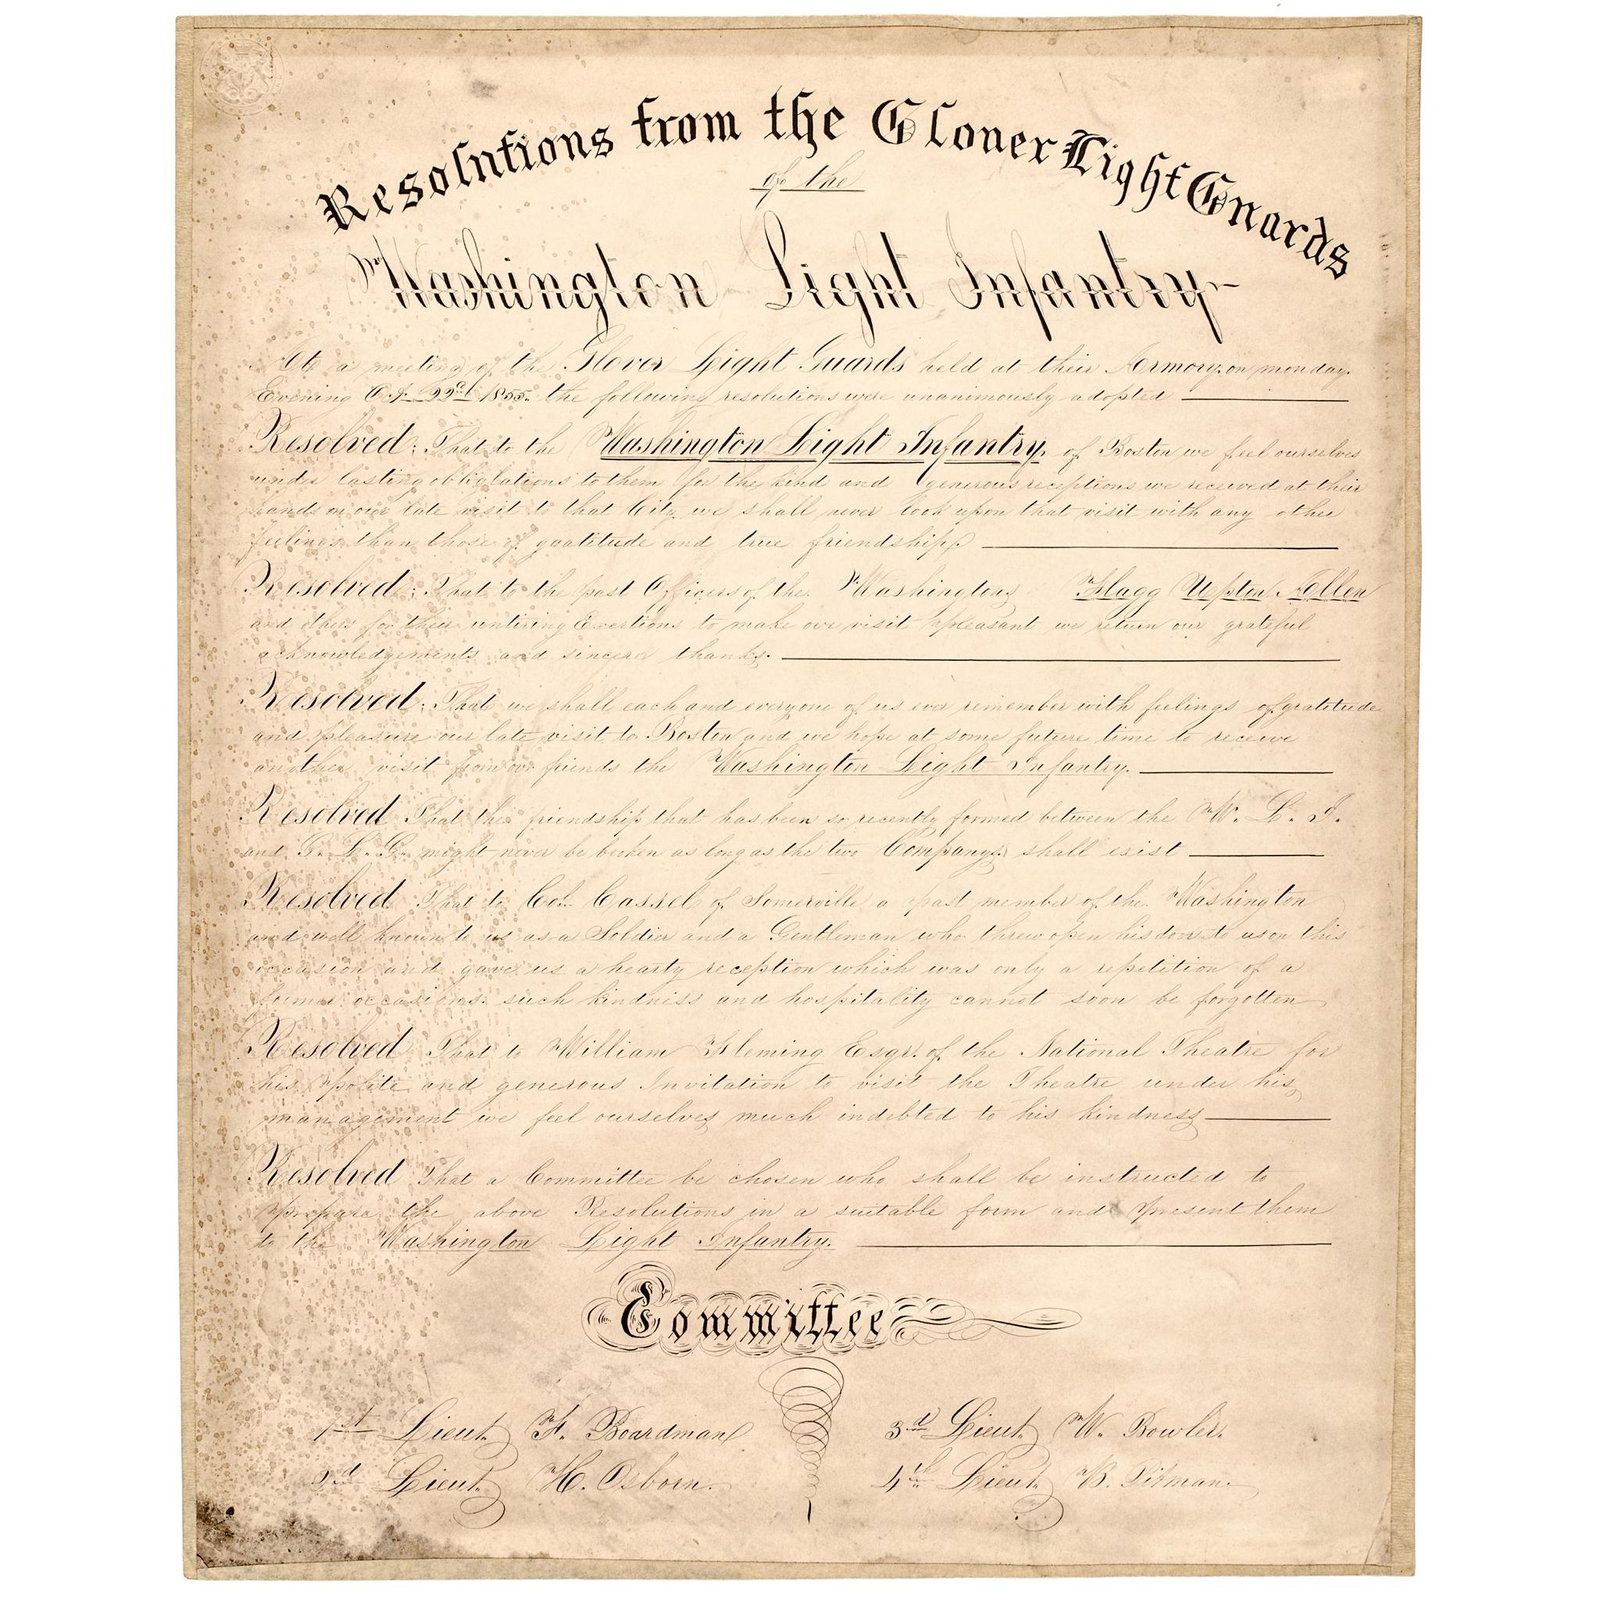 Resolutions from the Glover Light Guards
of the
Washington Light Infantry
At a meeting of the Glover Light Guards held at their Armory, on monday
Evening Oct. 22d 1855. the following resolutions were unanimously adopted
Resolved; That to the Washington Light Infantry, of Boston we feel ourselves
under lasting obliglations to them for the kind and generous receptions we received at their
hands on our late visit to that City we shall never look upon that visit with any other
feelings than those of gratitude and true friendship
Resolved; That to the past Officers of the Washingtons Flagg Upton Allen
and others for their untiring Exertions to make our visit pleasant we return our grateful
acknowledgements and sincere thanks.
Resolved; That we shall each and everyone of us ever remember with feelings of gratitude
and pleasure our late visit to Boston and we hope at some future time to receive
another visit from our friends the Washington Light Infantry.
Resolved That the friendship that has been so recently formed between the W. L. I.
and G. L. G. might never be broken as long as the two Companys shall exist
Resolved That to Col. Cassel of Somerville a past member of the Washington
and well known to us as a Soldier and a Gentleman who threw open his doors to us on this
occasion and gave us a hearty reception which was only a repetition of a
former occasions such kindness and hospitality cannot soon be forgotten
Resolved That to William Fleming Esqr. of the National Theatre for
his polite and generous Invitation to visit the Theatre under his
management we feel ourselves much indebted to his kindness
Resolved That a Committee be chosen who shall be instructed to
prepare the above Resolutions in a suitable form and present them
to the Washington Light Infantry.
Committee
1st Lieut F. Boardman
3d Lieut W. Bowler.
2d Lieut H. Osborn.
4th Lieut B. Pitman.